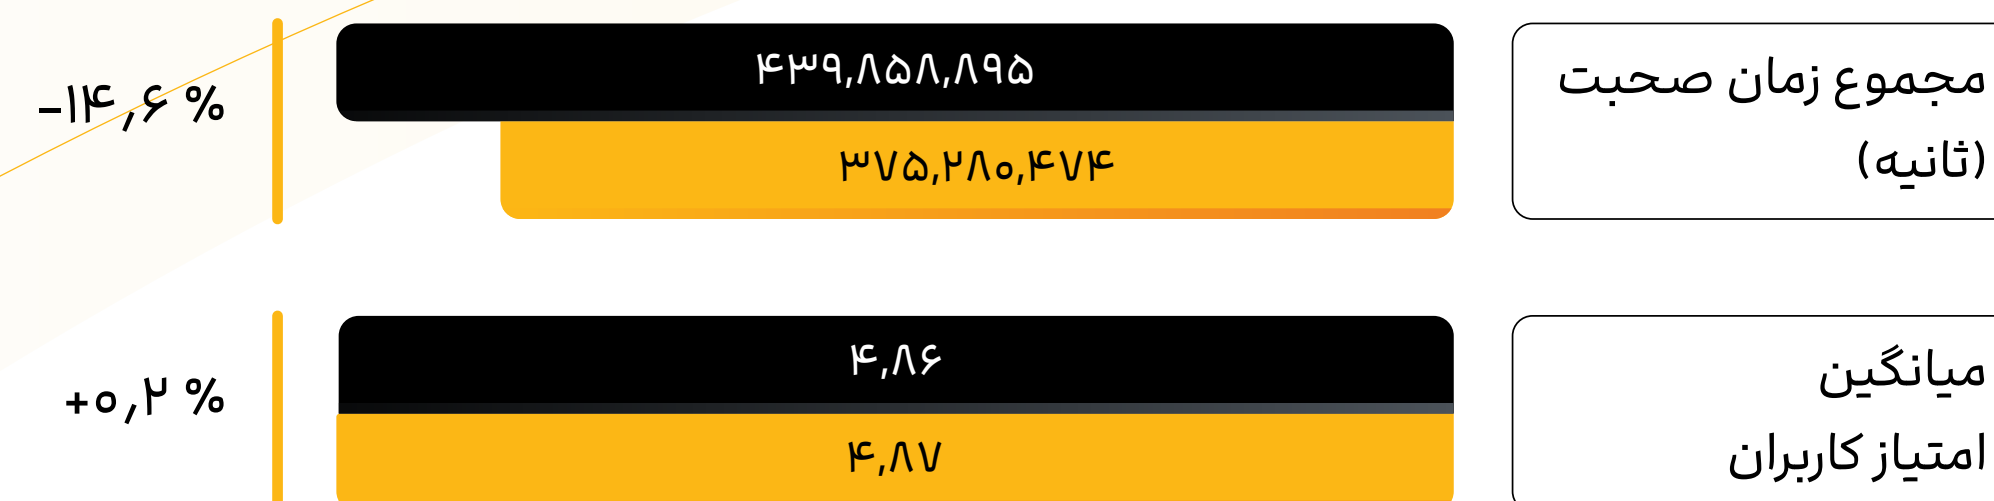 مجموع زمان صحبت
(ثانیه)
۴۳۹,۸۵۸,۸۹۵
۳۷۵,۲۸۰,۴۷۴
-۱۴٫۶ %
میانگین
امتیاز کاربران
۴,۸۶
۴,۸۷
+۰٫۲ %